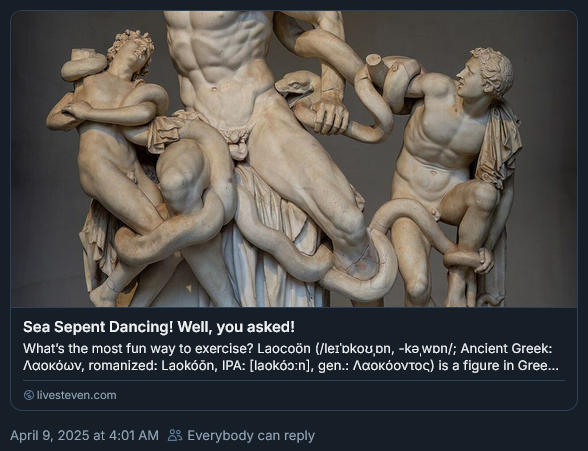 Sea Sepent Dancing! Well, you asked!
What's the most fun way to exercise? Laocoön (/leɪˈɒkoʊˌɒn, -kəˌwɒn/; Ancient Greek:
Λαοκόων, romanized: Laokóōn, IPA: [laokóɔːn], gen.: Λαοκόοντος) is a figure in Gree...
livesteven.com
April 9, 2025 at 4:01 AM Everybody can reply